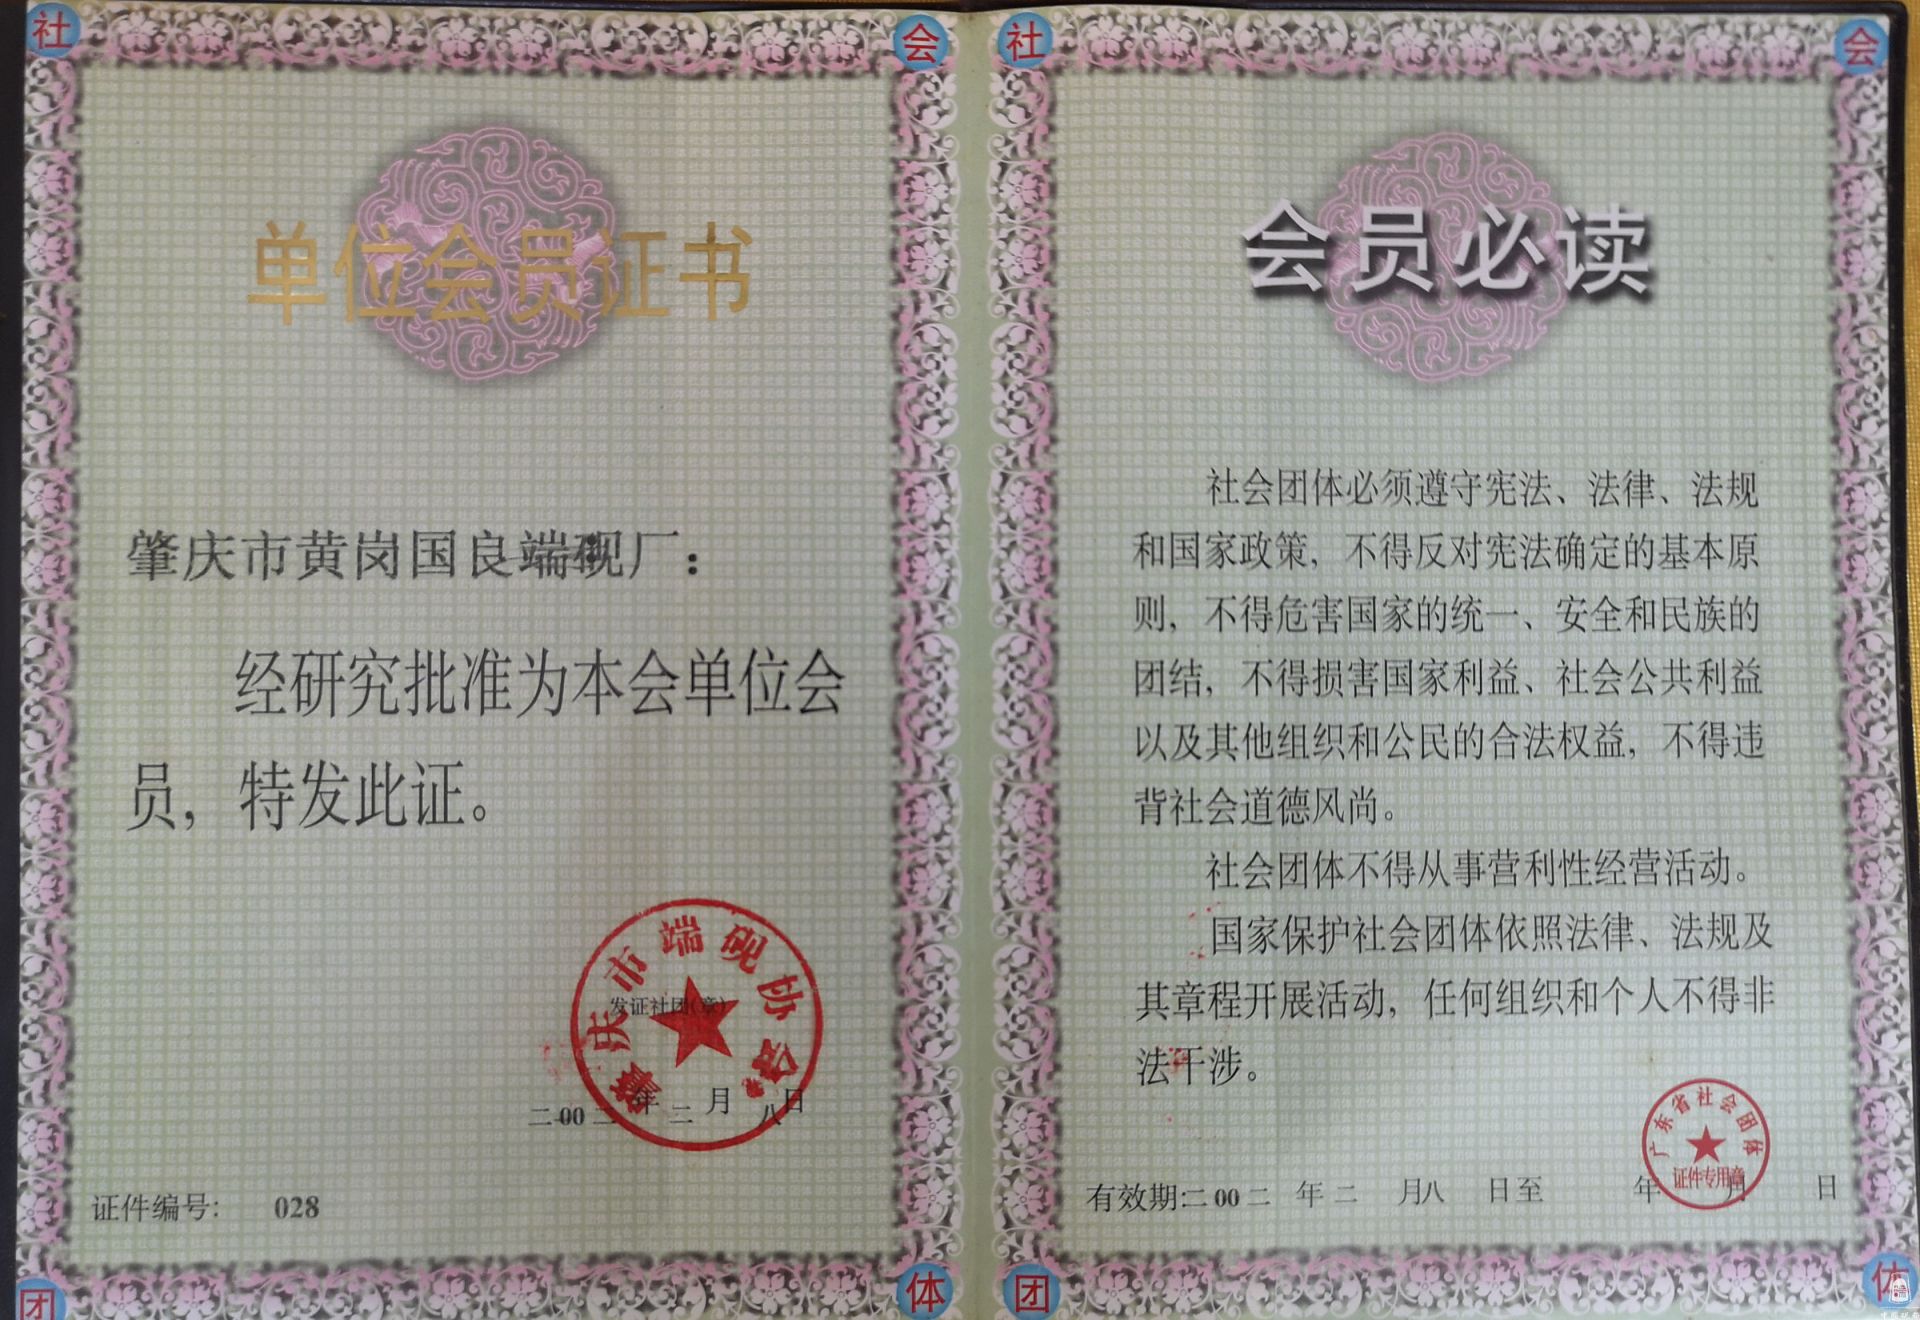 社 会
单位会员证书
肇庆市黄岗国良端砚厂：
经研究批准为本会单位会
员，特发此证。
肇庆市端砚协会
发证社团(章)
二00二年二月八日
证件编号： 028
团 体
社 会
会员必读
社会团体必须遵守宪法、法律、法规
和国家政策，不得反对宪法确定的基本原
则，不得危害国家的统一、安全和民族的
团结，不得损害国家利益、社会公共利益
以及其他组织和公民的合法权益，不得违
背社会道德风尚。
社会团体不得从事营利性经营活动。
国家保护社会团体依照法律、法规及
其章程开展活动，任何组织和个人不得非
法干涉。
广东省社会团体
证件专用章
有效期:二00二 年二 月八 日至 年 月 日
团 体